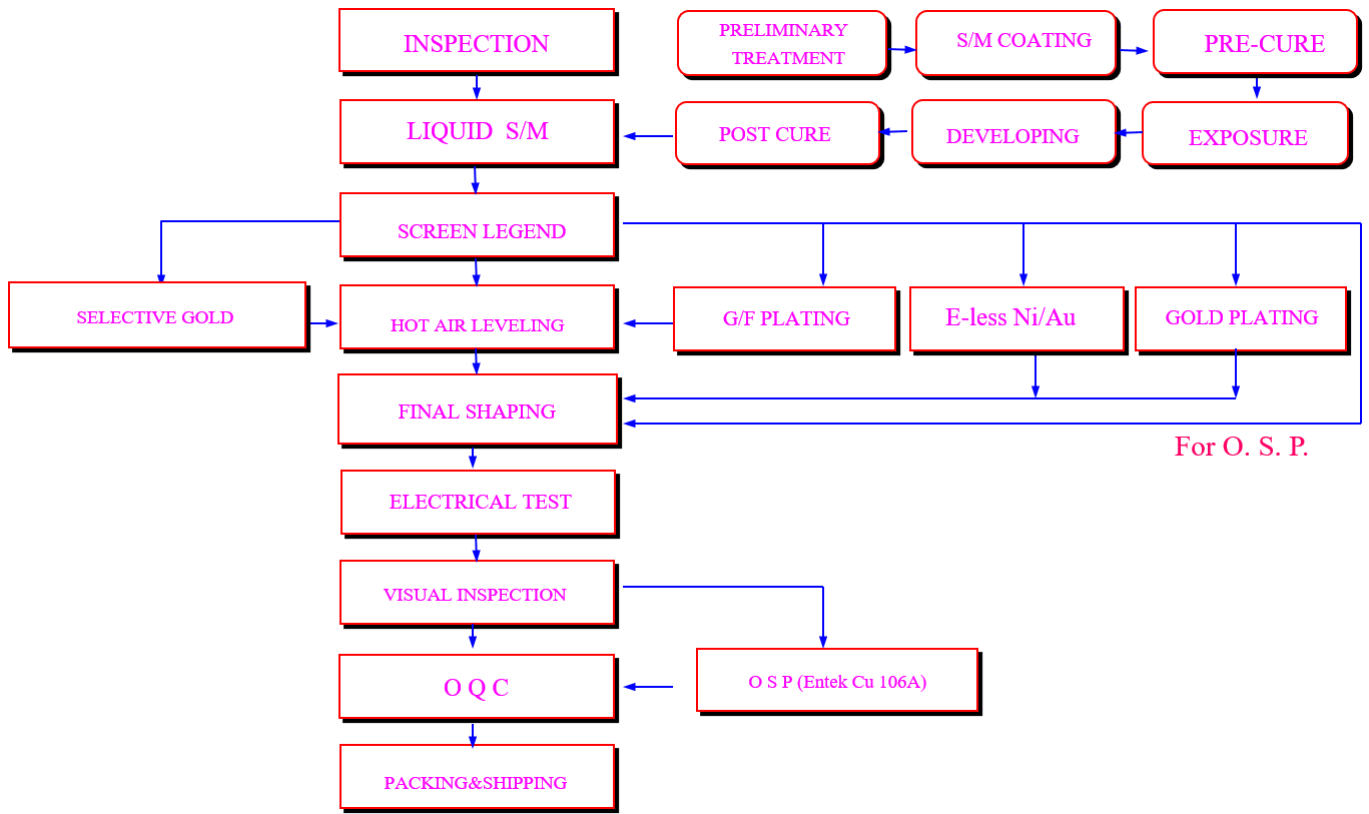 INSPECTION
PRELIMINARY
TREATMENT
S/M COATING
PRE-CURE
LIQUID S/M
POST CURE
DEVELOPING
EXPOSURE
SCREEN LEGEND
SELECTIVE GOLD
HOT AIR LEVELING
G/F PLATING
E-less Ni/Au
GOLD PLATING
FINAL SHAPING
For O. S. P.
ELECTRICAL TEST
VISUAL INSPECTION
O Q C
O S P (Entek Cu 106A)
PACKING&SHIPPING